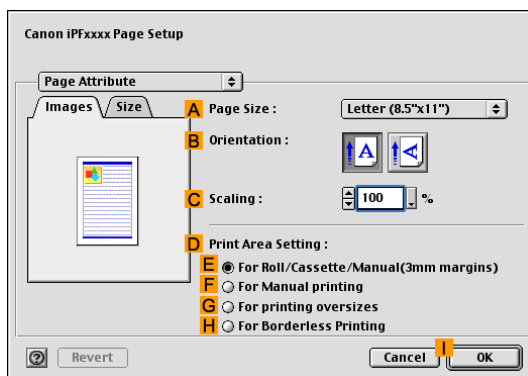 Canon iPFxxxx Page Setup
Page Attribute
Images Size
A Page Size : Letter (8.5"x11")
B Orientation : A A
C Scaling : 100 %
D Print Area Setting :
E For Roll/Cassette/Manual(3mm margins)
F For Manual printing
G For printing oversizes
H For Borderless Printing
? Revert Cancel I OK